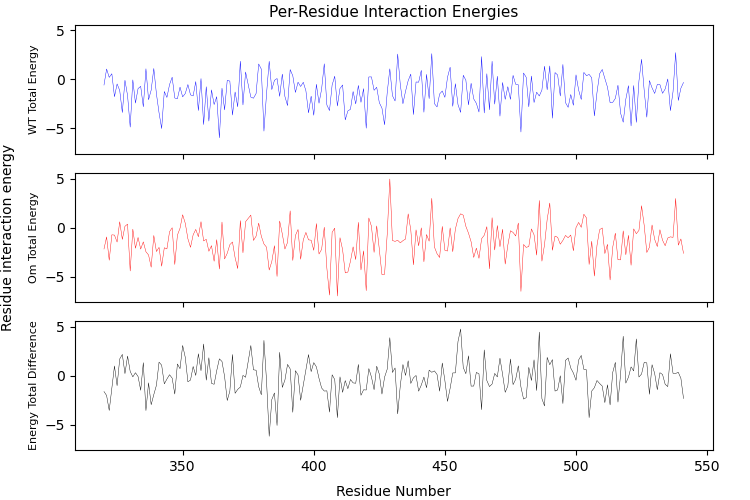 Per-Residue Interaction Energies
Residue interaction energy
WT Total Energy
5
0
−5
Om Total Energy
5
0
−5
Energy Total Difference
5
0
−5
350
400
450
500
550
Residue Number